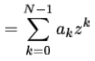 = \sum_{k=0}^{N-1} a_k z^k